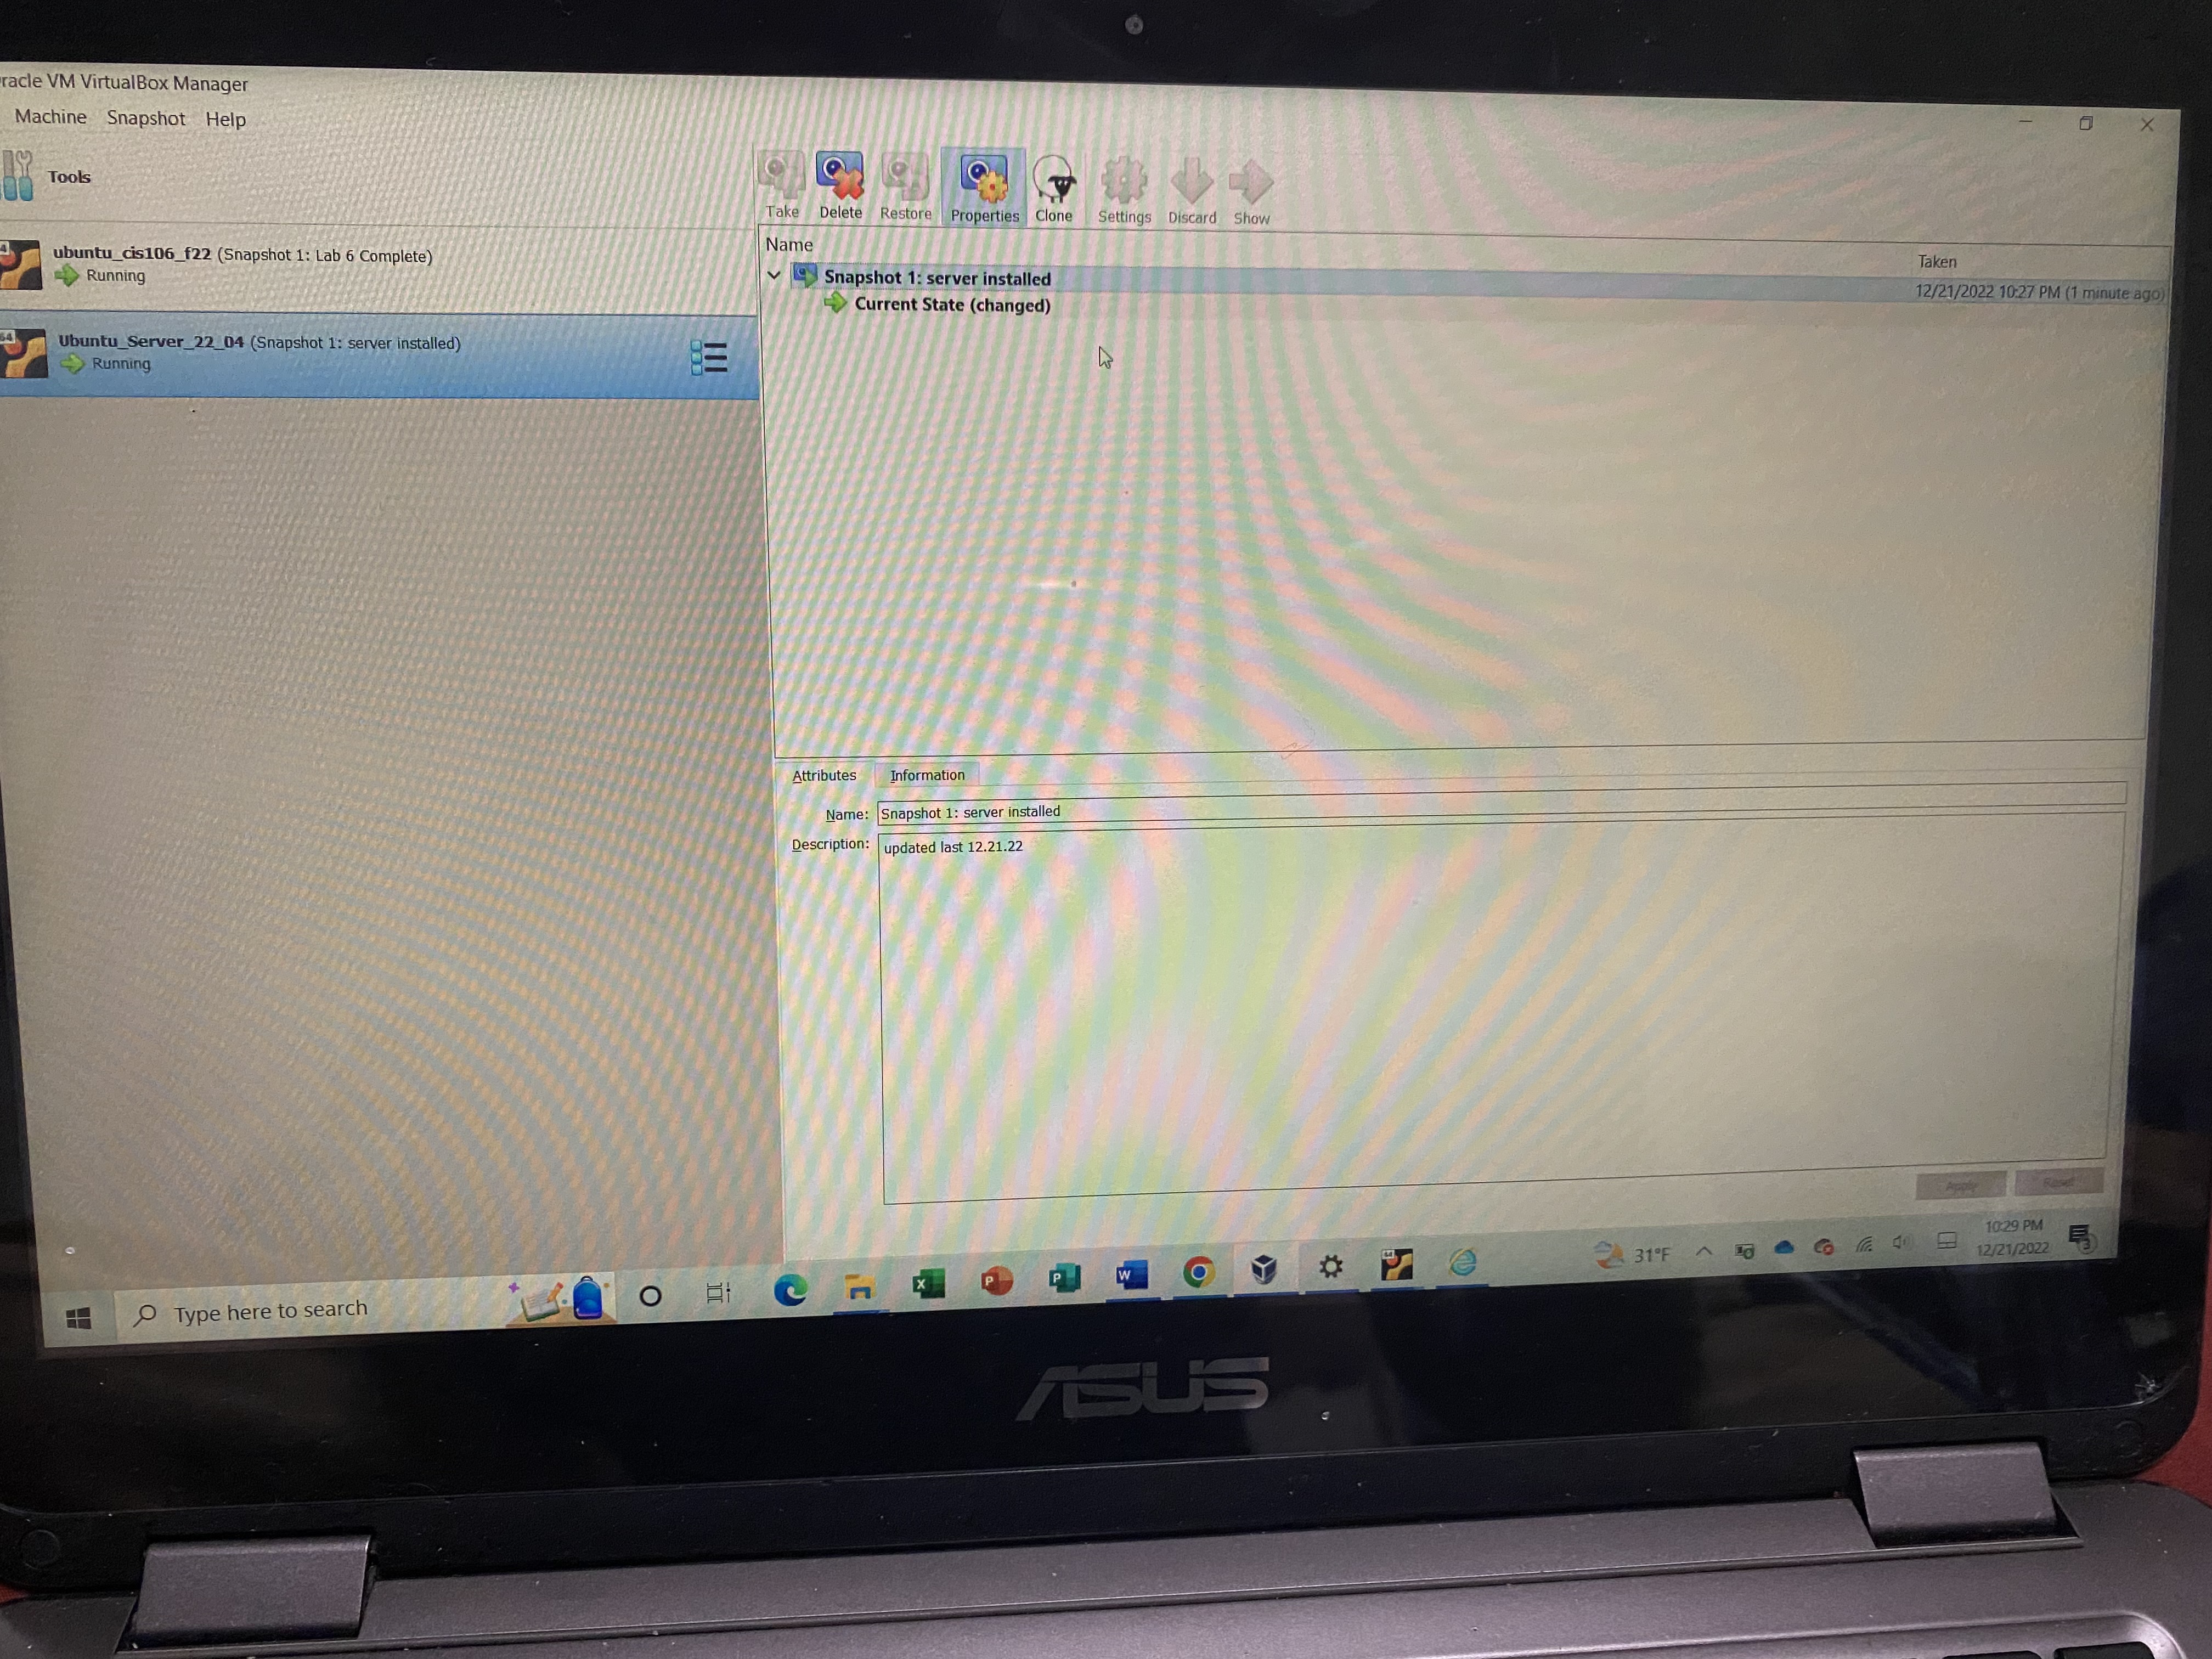 racle VM VirtualBox Manager
Machine Snapshot Help
Tools
ubuntu_cis106_f22 (Snapshot 1: Lab 6 Complete)
Running
Ubuntu_Server_22_04 (Snapshot 1: server installed)
Running
Take Delete Restore Properties Clone Settings Discard Show
Name Taken
Snapshot 1: server installed 12/21/2022 10:27 PM (1 minute ago)
Current State (changed)
Attributes Information
Name: Snapshot 1: server installed
Description: updated last 12.21.22
Type here to search
31°F
10:29 PM
12/21/2022
3
ASUS